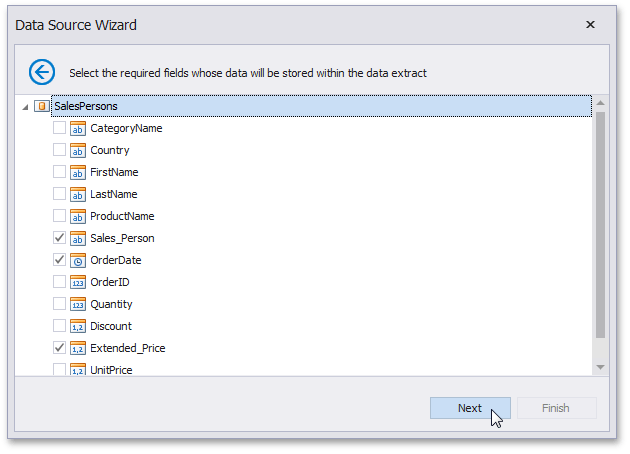 Data Source Wizard
Select the required fields whose data will be stored within the data extract
SalesPersons
ab CategoryName
ab Country
ab FirstName
ab LastName
ab ProductName
ab Sales_Person
OrderDate
123 OrderID
123 Quantity
1,2 Discount
1,2 Extended_Price
1,2 UnitPrice
Next Finish